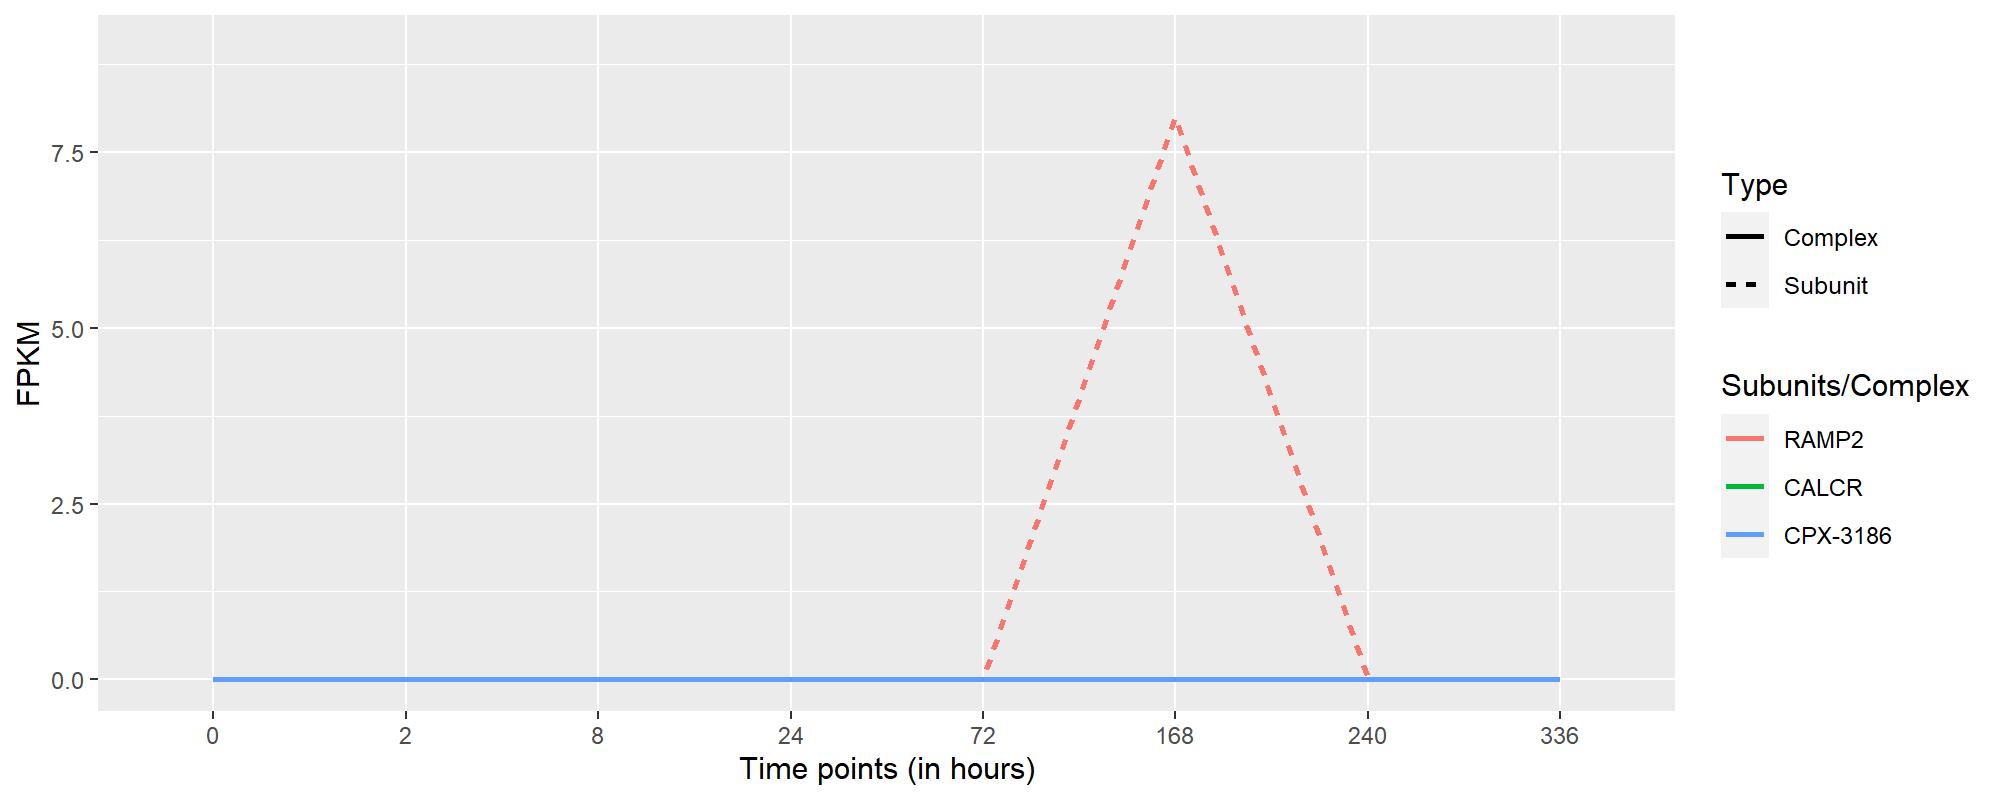 FPKM
7.5
5.0
2.5
0.0
0 2 8 24 72 168 240 336
Time points (in hours)
Type
Complex
Subunit
Subunits/Complex
RAMP2
CALCR
CPX-3186